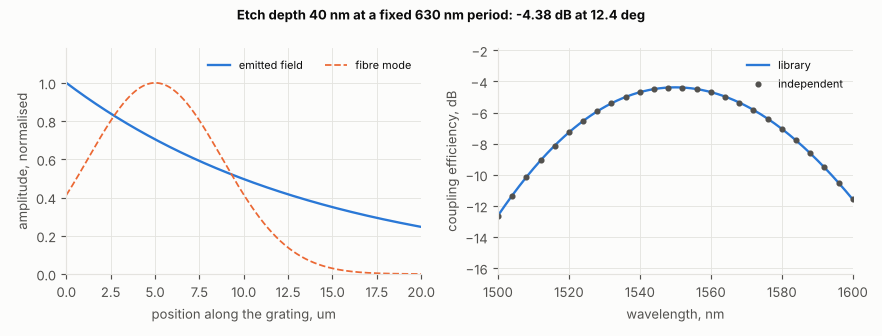 Etch depth 40 nm at a fixed 630 nm period: -4.38 dB at 12.4 deg
emitted field
fibre mode
amplitude, normalised
1.0
0.8
0.6
0.4
0.2
0.0
0.0 2.5 5.0 7.5 10.0 12.5 15.0 17.5 20.0
position along the grating, um
library
independent
coupling efficiency, dB
−2
−4
−6
−8
−10
−12
−14
−16
1500 1520 1540 1560 1580 1600
wavelength, nm